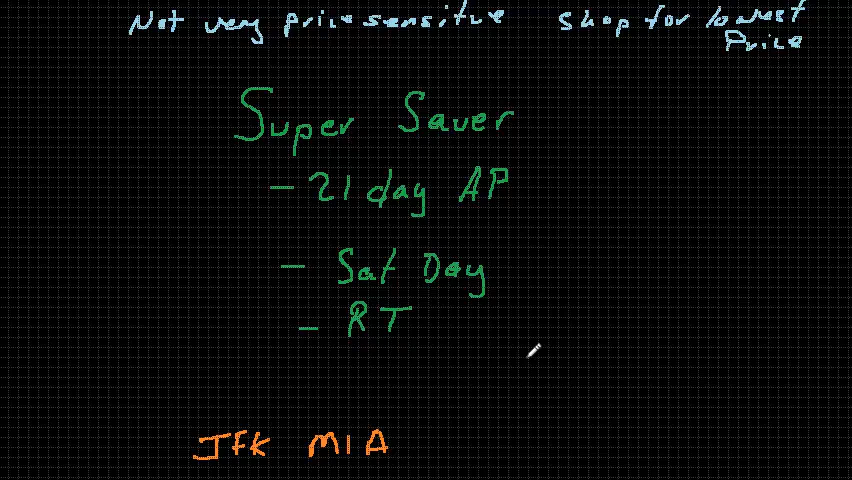 Not very price sensitive shop for lowest
Price
Super Saver
- 21 day AP
- Sat Day
- RT
JFK MIA